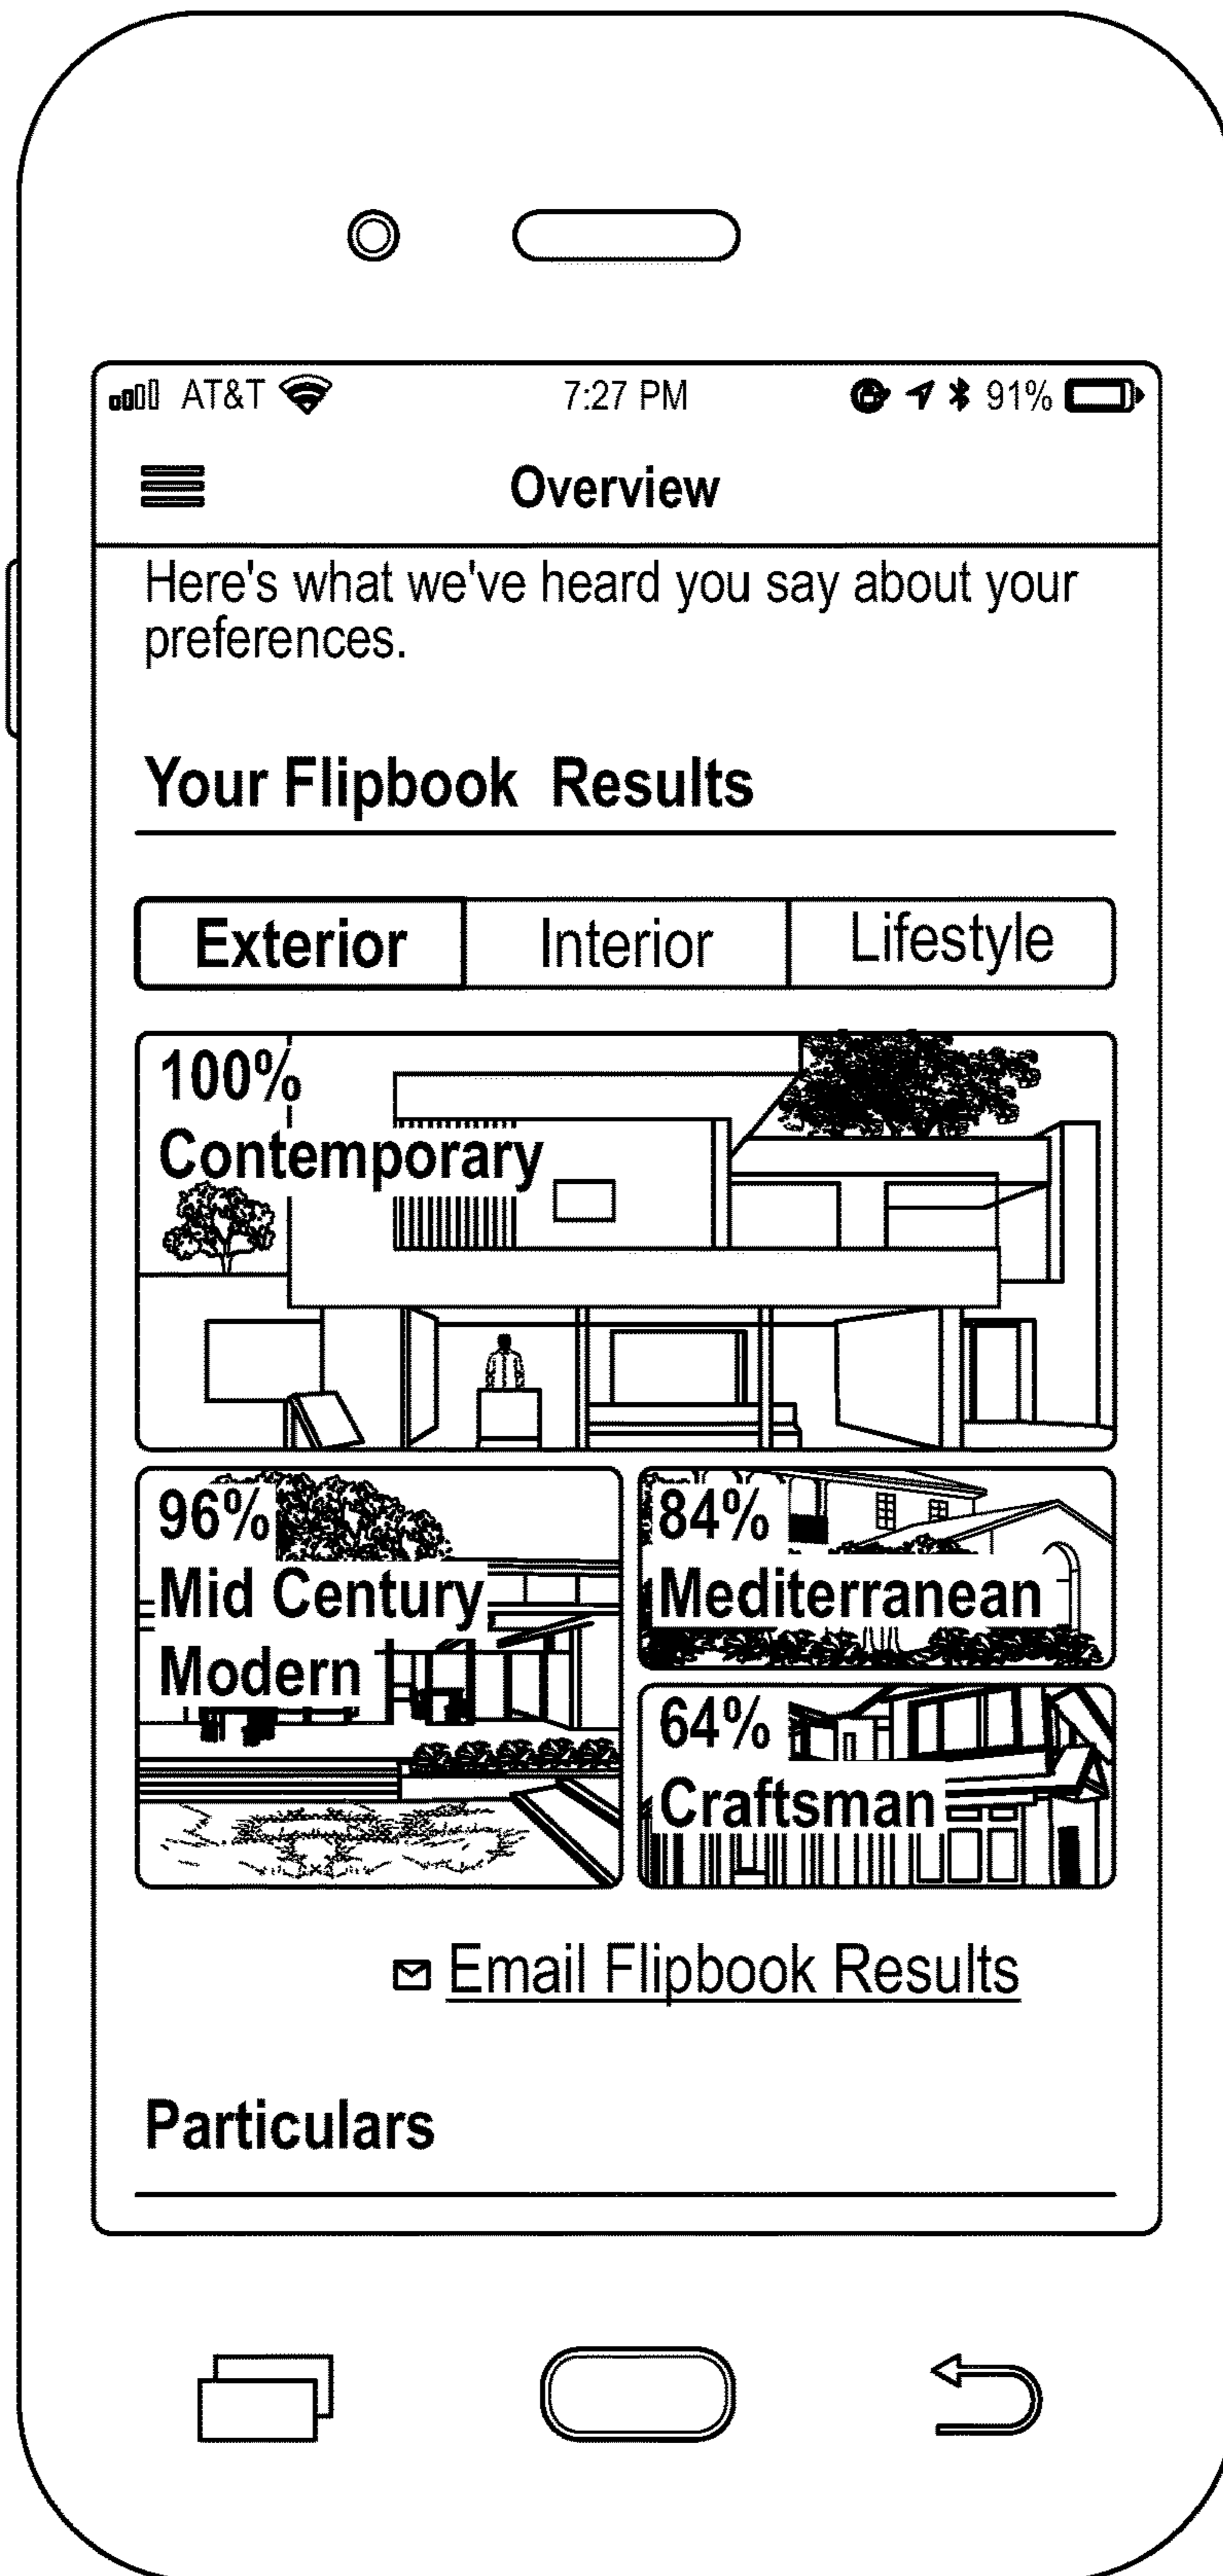 AT&T 7:27 PM 91%
Overview
Here's what we've heard you say about your
preferences.
Your Flipbook Results
Exterior Interior Lifestyle
100%
Contemporary
96%
Mid Century
Modern
84%
Mediterranean
64%
Craftsman
Email Flipbook Results
Particulars